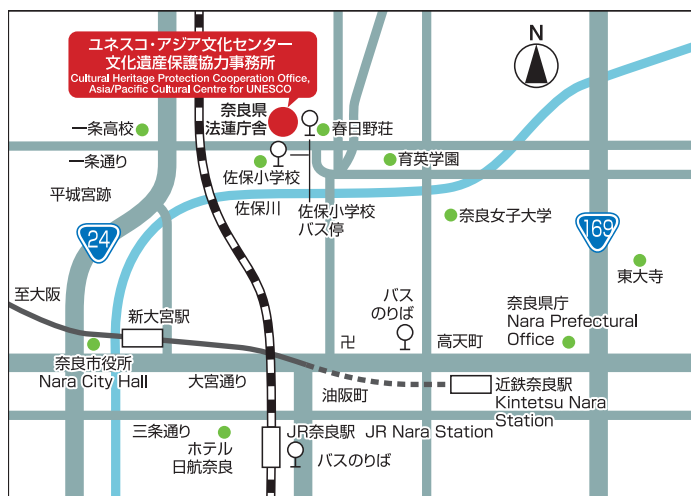 ユネスコ・アジア文化センター
文化遺産保護協力事務所
Cultural Heritage Protection Cooperation Office,
Asia/Pacific Cultural Centre for UNESCO
N
奈良県
法蓮庁舎
一条高校
春日野荘
一条通り
育英学園
佐保小学校
平城宮跡
佐保川
佐保小学校
バス停
奈良女子大学
24
169
東大寺
至大阪
新大宮駅
バス
のりば
奈良県庁
Nara Prefectural
Office
卍
高天町
奈良市役所
Nara City Hall
大宮通り
油阪町
近鉄奈良駅
Kintetsu Nara
Station
三条通り
ホテル
日航奈良
JR奈良駅 JR Nara Station
バスのりば